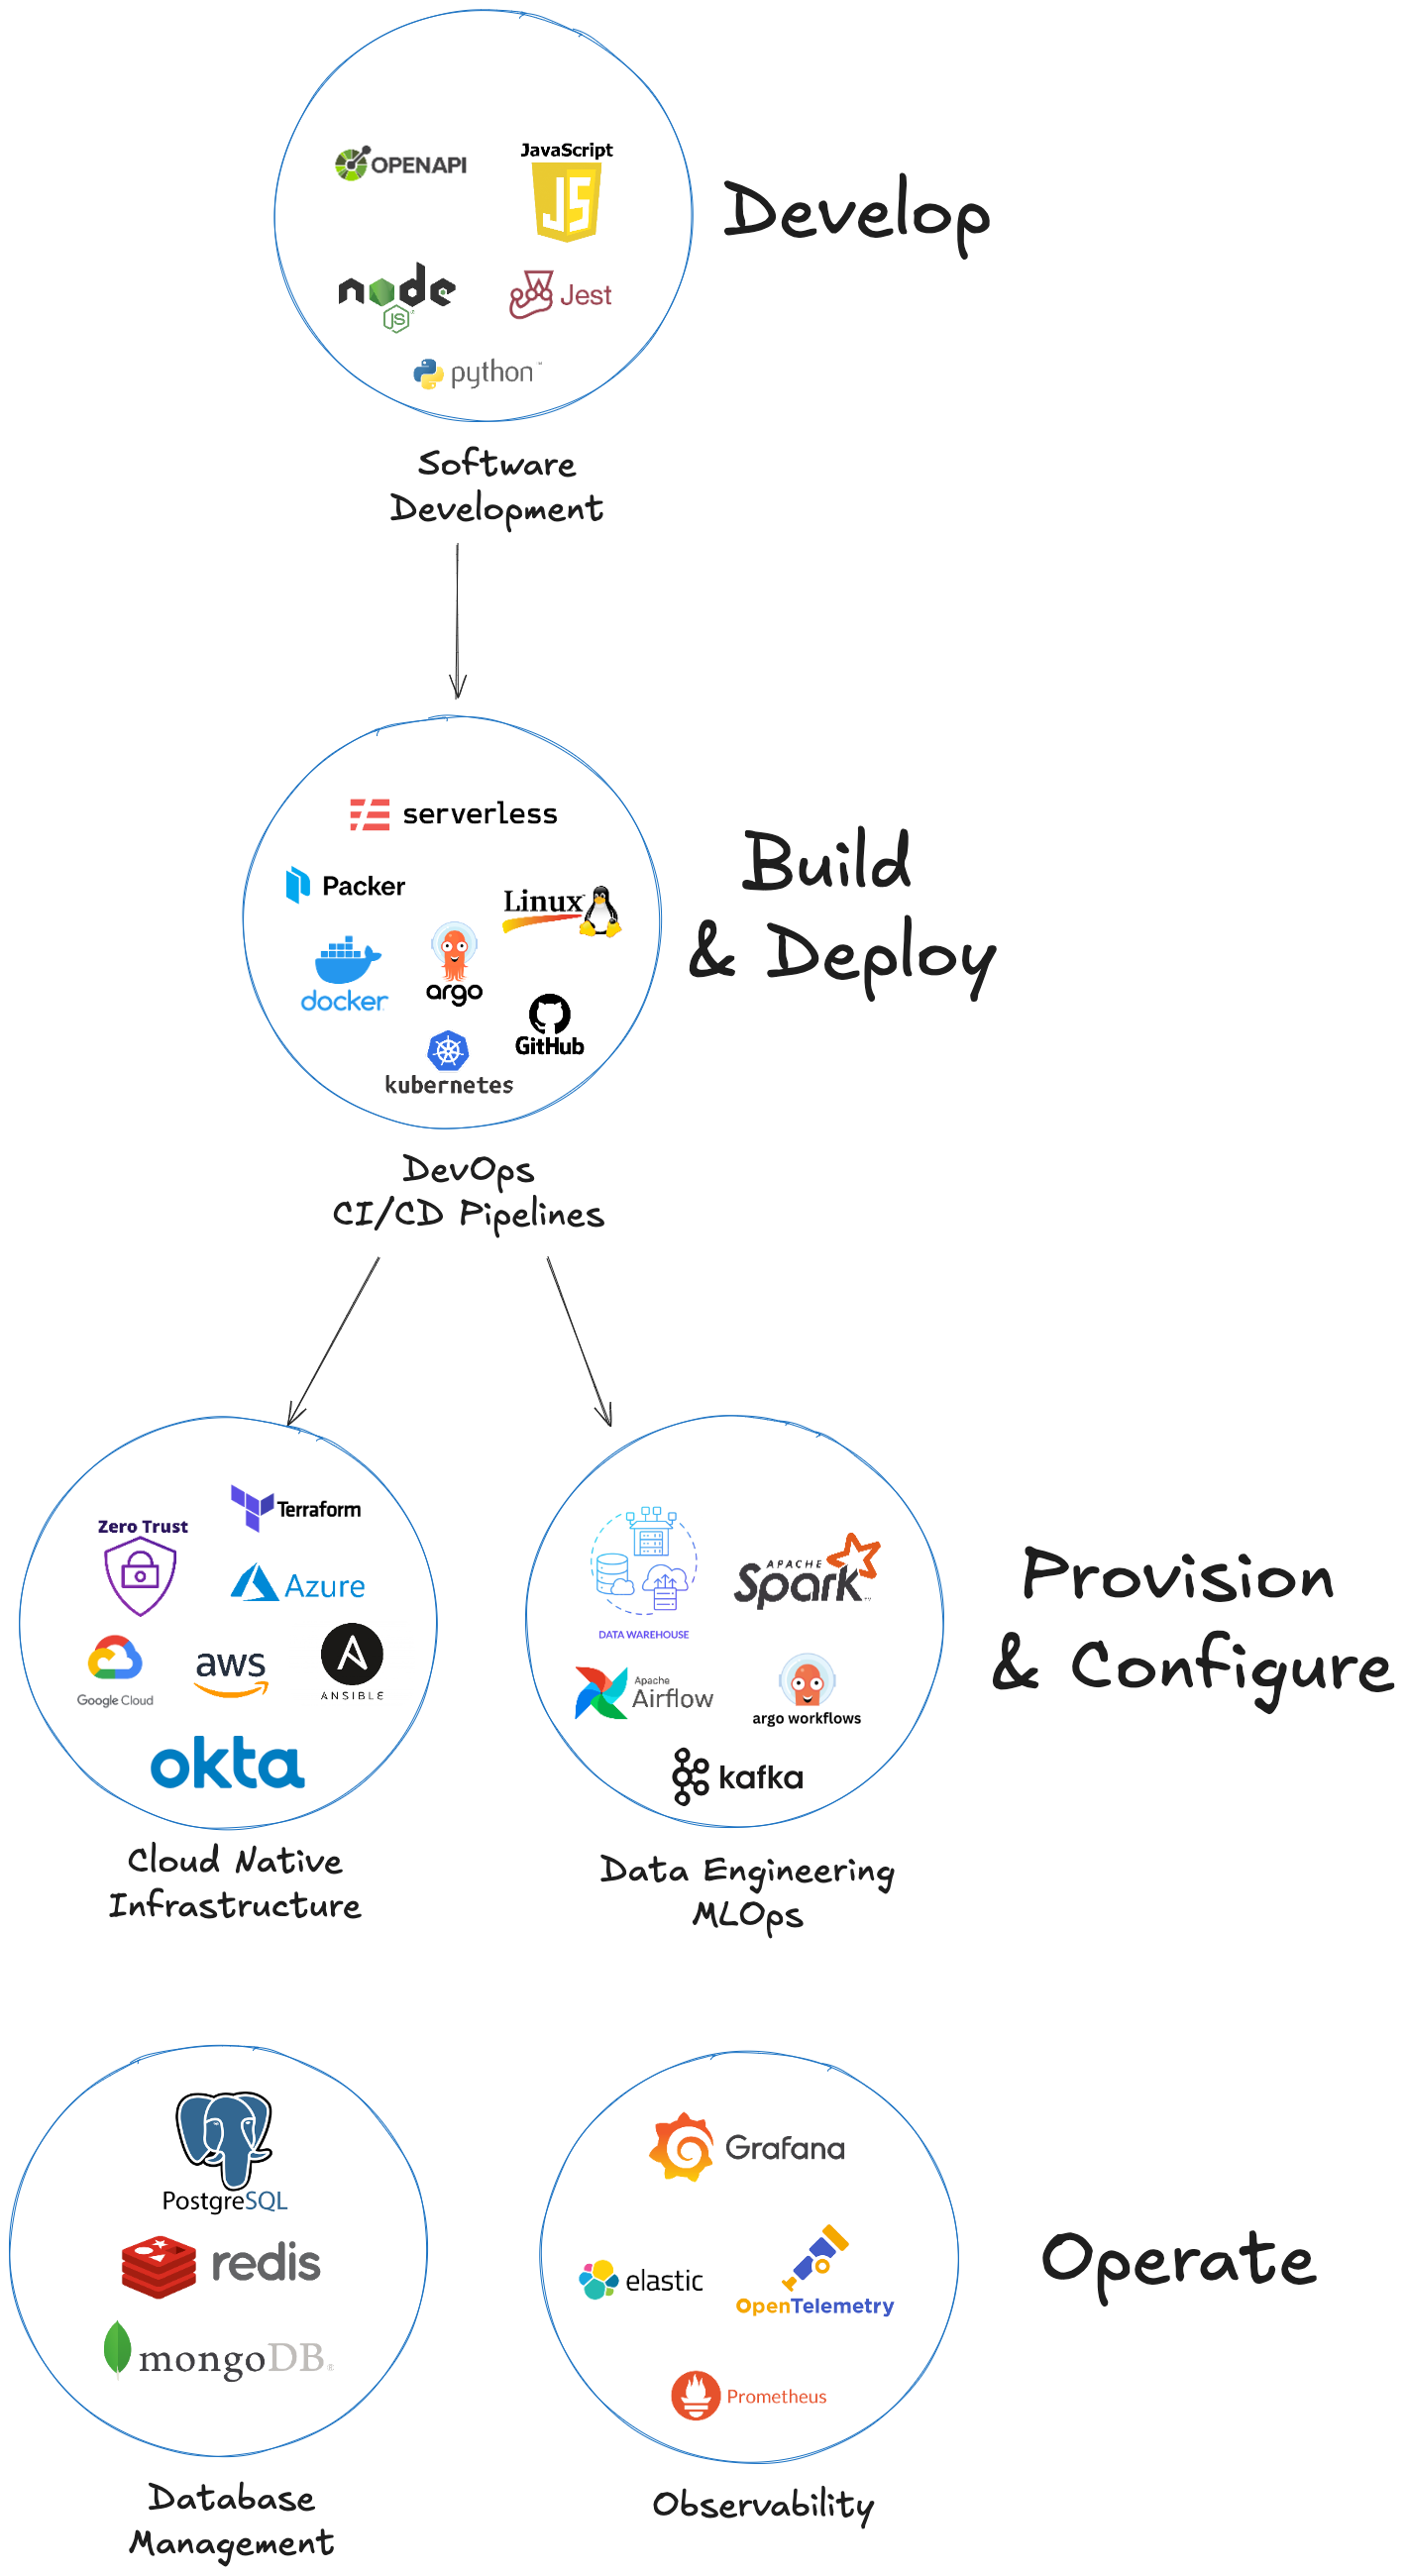 OPENAPI
JavaScript
JS
node
JS
Jest
python™
Develop
Software
Development
serverless
Packer
Linux
docker
argo
GitHub
kubernetes
Build
& Deploy
DevOps
CI/CD Pipelines
Terraform
Zero Trust
Azure
Google Cloud
aws
ANSIBLE
okta
Cloud Native
Infrastructure
DATA WAREHOUSE
APACHE
Spark
Apache
Airflow
argo workflows
kafka
Data Engineering
MLOps
Provision
& Configure
PostgreSQL
redis
mongoDB®
Database
Management
Grafana
elastic
OpenTelemetry
Prometheus
Observability
Operate